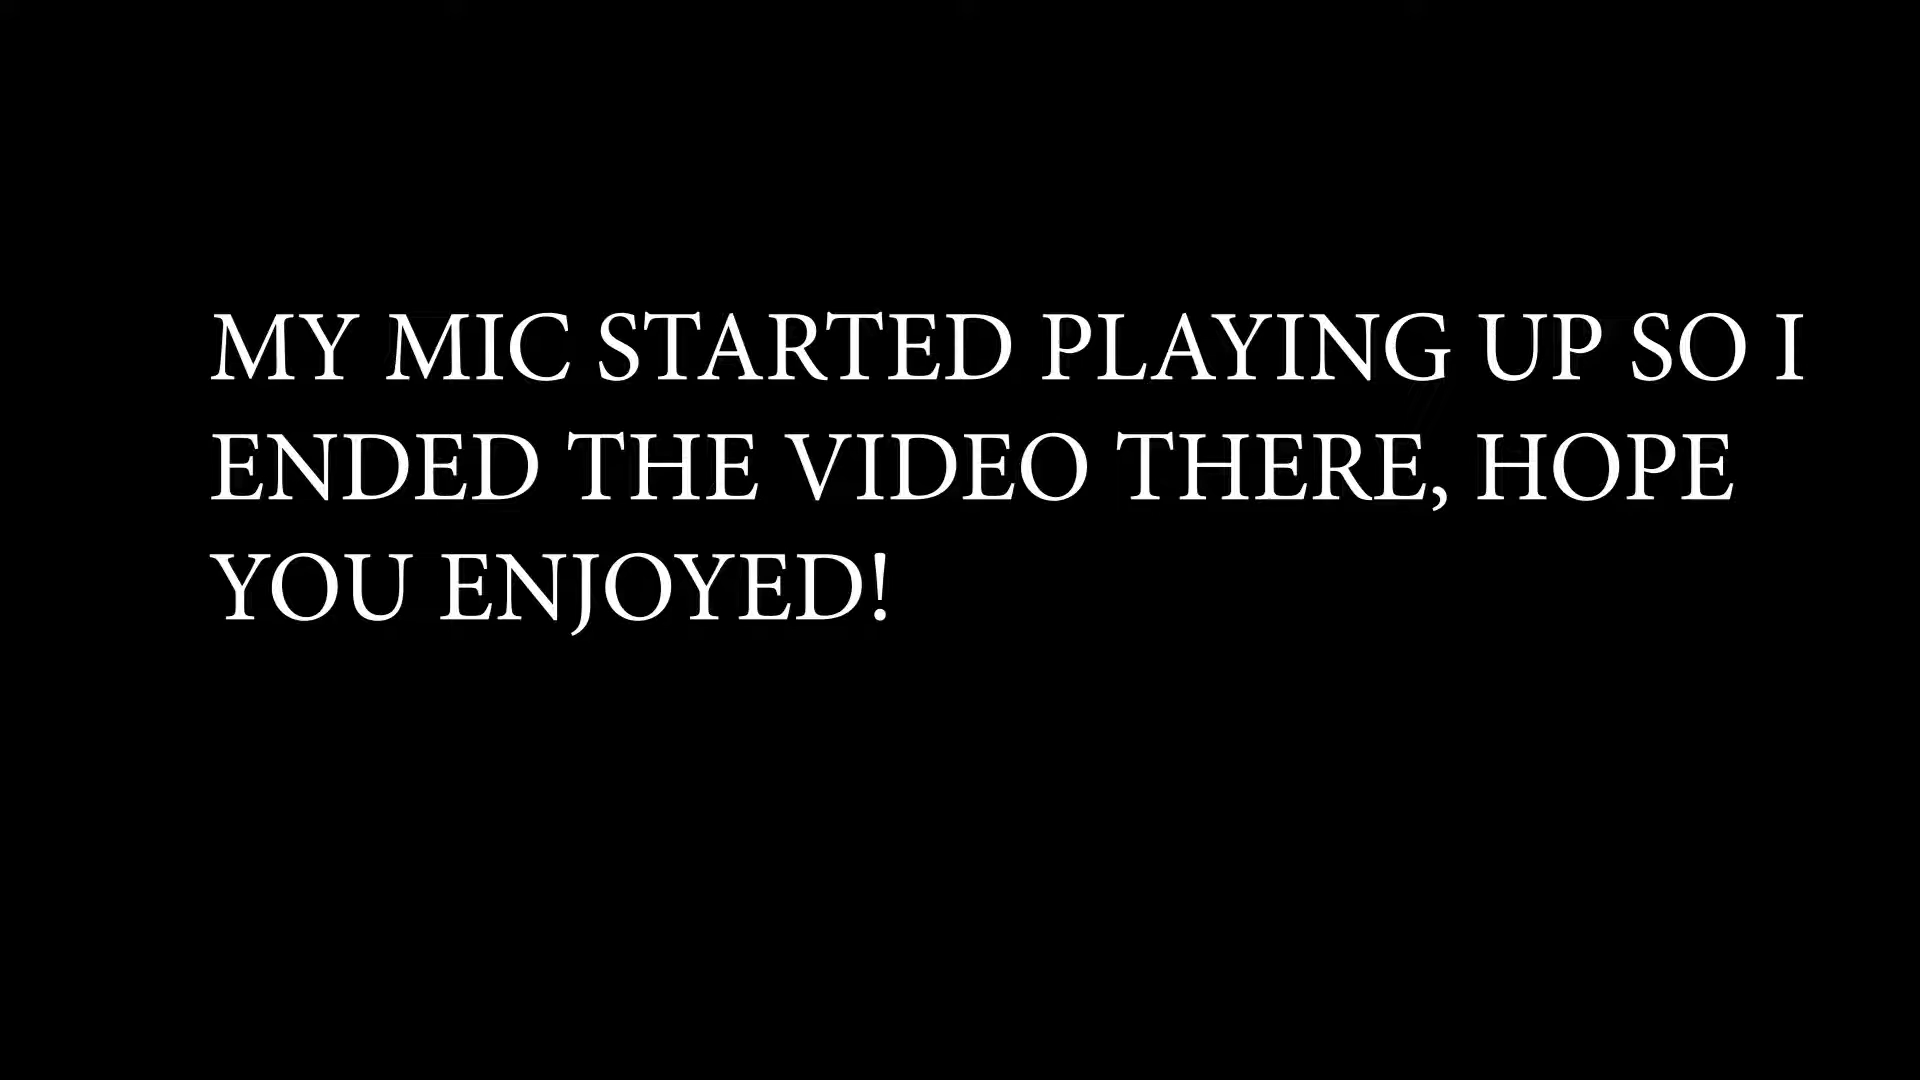 MY MIC STARTED PLAYING UP SO I
ENDED THE VIDEO THERE, HOPE
YOU ENJOYED!